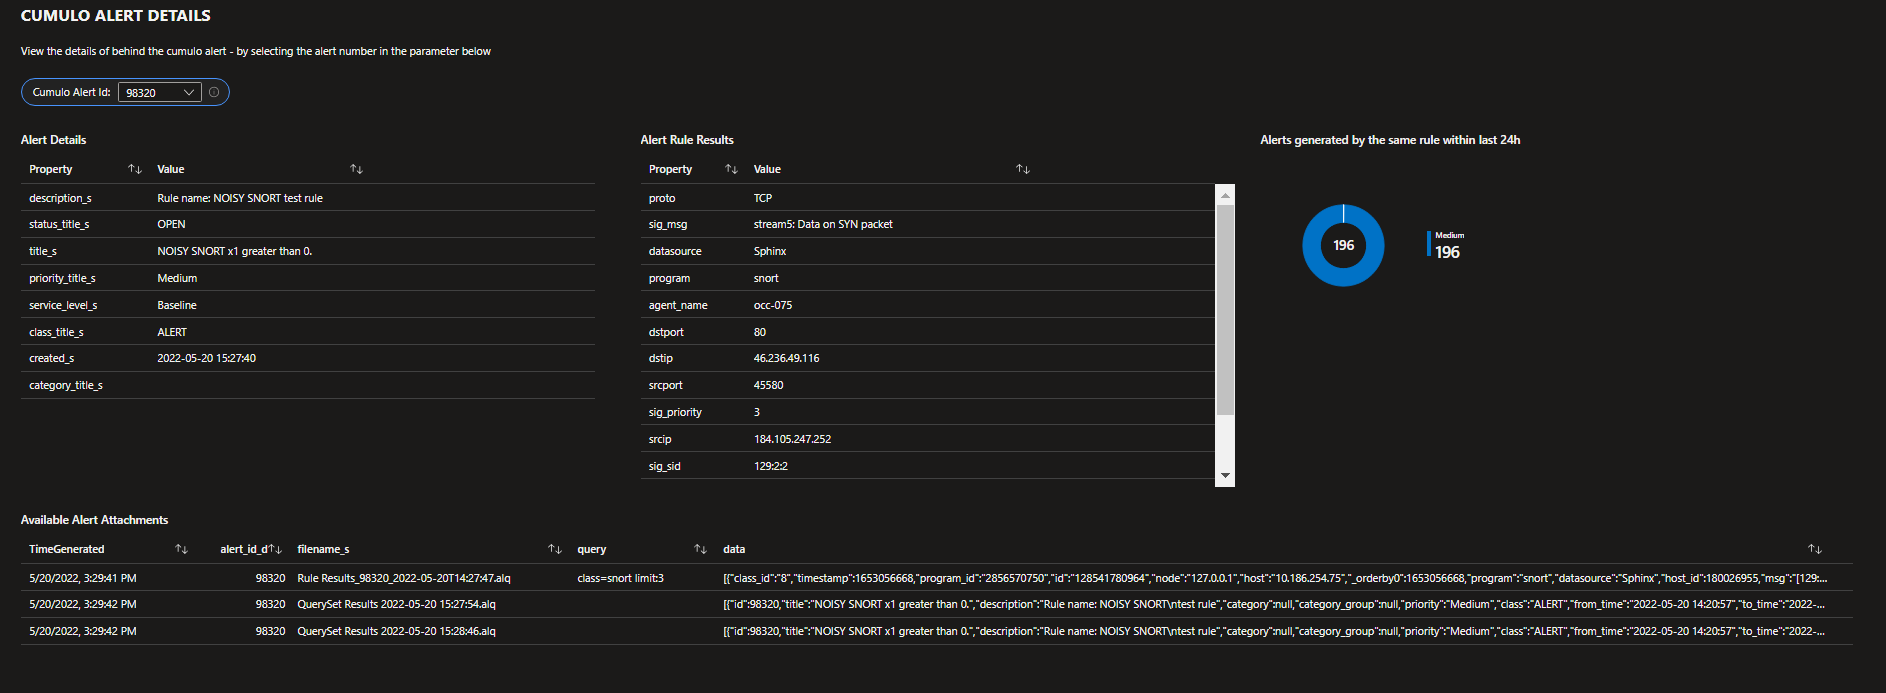 CUMULO ALERT DETAILS
View the details of behind the cumulo alert - by selecting the alert number in the parameter below
Cumulo Alert Id: 98320
Alert Details
Property Value
description_s Rule name: NOISY SNORT test rule
status_title_s OPEN
title_s NOISY SNORT x1 greater than 0.
priority_title_s Medium
service_level_s Baseline
class_title_s ALERT
created_s 2022-05-20 15:27:40
category_title_s
Alert Rule Results
Property Value
proto TCP
sig_msg stream5: Data on SYN packet
datasource Sphinx
program snort
agent_name occ-075
dstport 80
dstip 46.236.49.116
srcport 45580
sig_priority 3
srcip 184.105.247.252
sig_sid 129:2:2
Alerts generated by the same rule within last 24h
196
Medium
196
Available Alert Attachments
TimeGenerated alert_id_d filename_s query data
5/20/2022, 3:29:41 PM 98320 Rule Results_98320_2022-05-20T14:27:47.alq class=snort limit:3 [{"class_id":"8","timestamp":1653056668,"program_id":"2856570750","id":"128541780964","node":"127.0.0.1","host":"10.186.254.75","_orderby0":1653056668,"program":"snort","datasource":"Sphinx","host_id":180026955,"msg":"[129:...
5/20/2022, 3:29:42 PM 98320 QuerySet Results 2022-05-20 15:27:54.alq [{"id":98320,"title":"NOISY SNORT x1 greater than 0.","description":"Rule name: NOISY SNORT\ntest rule","category":null,"category_group":null,"priority":"Medium","class":"ALERT","from_time":"2022-05-20 14:20:57","to_time":"2022-...
5/20/2022, 3:29:42 PM 98320 QuerySet Results 2022-05-20 15:28:46.alq [{"id":98320,"title":"NOISY SNORT x1 greater than 0.","description":"Rule name: NOISY SNORT\ntest rule","category":null,"category_group":null,"priority":"Medium","class":"ALERT","from_time":"2022-05-20 14:20:57","to_time":"2022-...